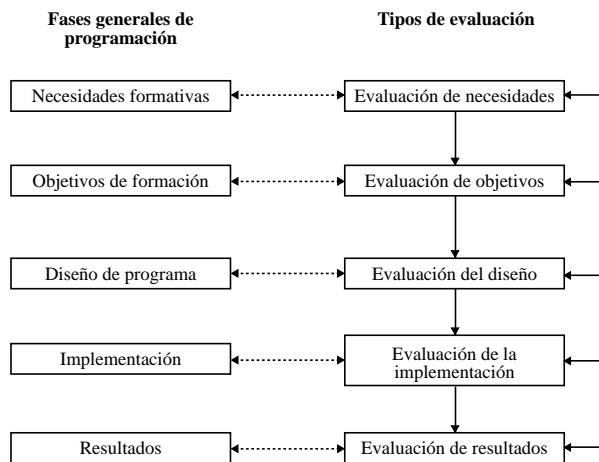 Fases generales de
programación
Tipos de evaluación
Necesidades formativas
Evaluación de necesidades
Objetivos de formación
Evaluación de objetivos
Diseño de programa
Evaluación del diseño
Implementación
Evaluación de la
implementación
Resultados
Evaluación de resultados